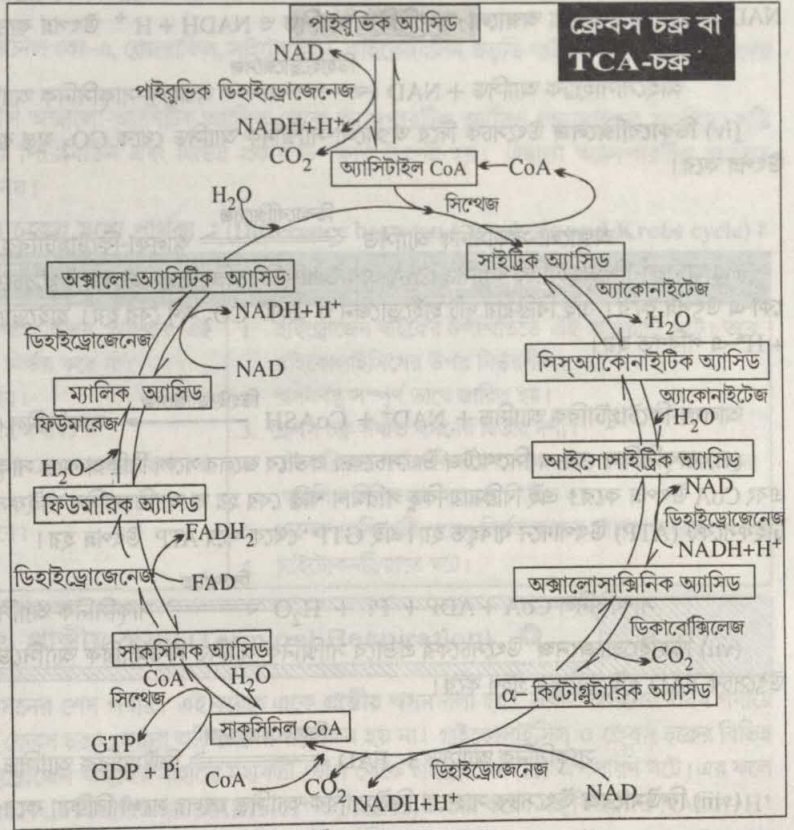 পাইরুভিক অ্যাসিড
ক্রেবস চক্র বা
TCA-চক্র
NAD
পাইরুভিক ডিহাইড্রোজেনেজ
NADH+H⁺
CO₂
অ্যাসিটাইল CoA
CoA
সিন্থেজ
H₂O
সাইট্রিক অ্যাসিড
অক্সালো-অ্যাসিটিক অ্যাসিড
অ্যাকোনাইটেজ
H₂O
NADH+H⁺
ডিহাইড্রোজেনেজ
সিস্অ্যাকোনাইটিক অ্যাসিড
NAD
ম্যালিক অ্যাসিড
অ্যাকোনাইটেজ
H₂O
ফিউমারেজ
H₂O
আইসোসাইট্রিক অ্যাসিড
NAD
ফিউমারিক অ্যাসিড
ডিহাইড্রোজেনেজ
FADH₂
NADH+H⁺
ডিহাইড্রোজেনেজ
FAD
অক্সালোসাক্সিনিক অ্যাসিড
ডিকার্বোক্সিলেজ
CO₂
সাকসিনিক অ্যাসিড
CoA
H₂O
সিন্থেজ
α– কিটোগ্লুটারিক অ্যাসিড
সাক্সিনিল CoA
GTP
GDP + Pi
CoA
CO₂
ডিহাইড্রোজেনেজ
NADH+H⁺
NAD